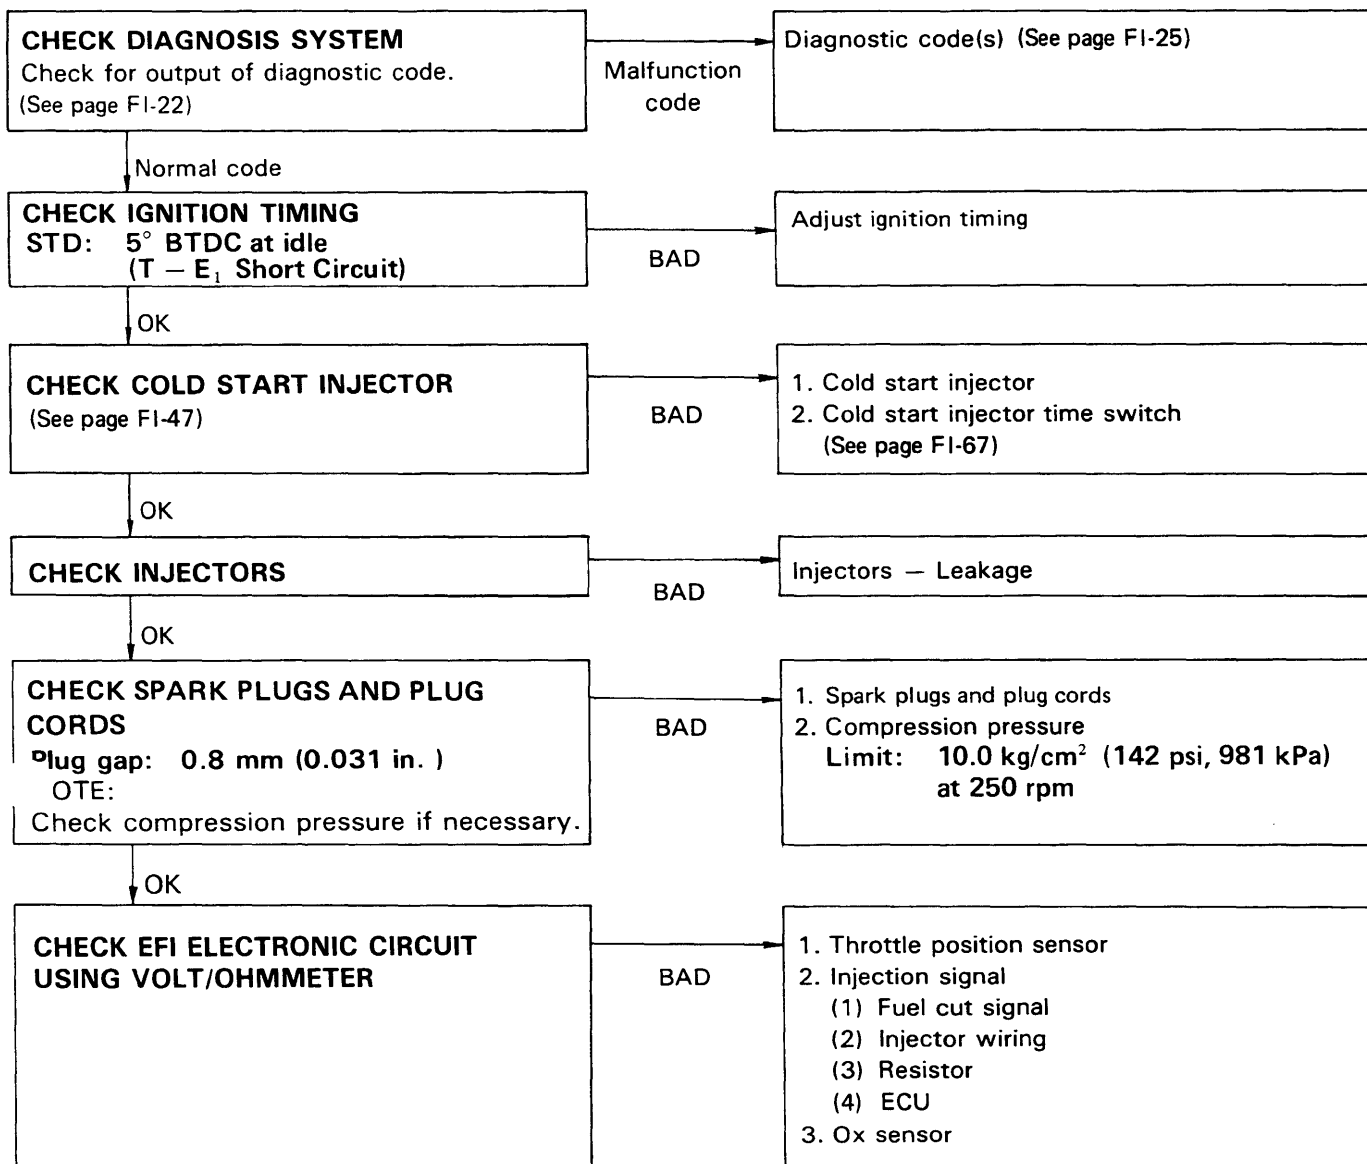 CHECK DIAGNOSIS SYSTEM
Check for output of diagnostic code.
(See page FI-22)
Malfunction
code
Diagnostic code(s) (See page FI-25)
Normal code
CHECK IGNITION TIMING
STD: 5° BTDC at idle
(T – E₁ Short Circuit)
BAD
Adjust ignition timing
OK
CHECK COLD START INJECTOR
(See page FI-47)
BAD
1. Cold start injector
2. Cold start injector time switch
(See page FI-67)
OK
CHECK INJECTORS
BAD
Injectors — Leakage
OK
CHECK SPARK PLUGS AND PLUG
CORDS
Plug gap: 0.8 mm (0.031 in. )
OTE:
Check compression pressure if necessary.
BAD
1. Spark plugs and plug cords
2. Compression pressure
Limit: 10.0 kg/cm² (142 psi, 981 kPa)
at 250 rpm
OK
CHECK EFI ELECTRONIC CIRCUIT
USING VOLT/OHMMETER
BAD
1. Throttle position sensor
2. Injection signal
(1) Fuel cut signal
(2) Injector wiring
(3) Resistor
(4) ECU
3. Ox sensor